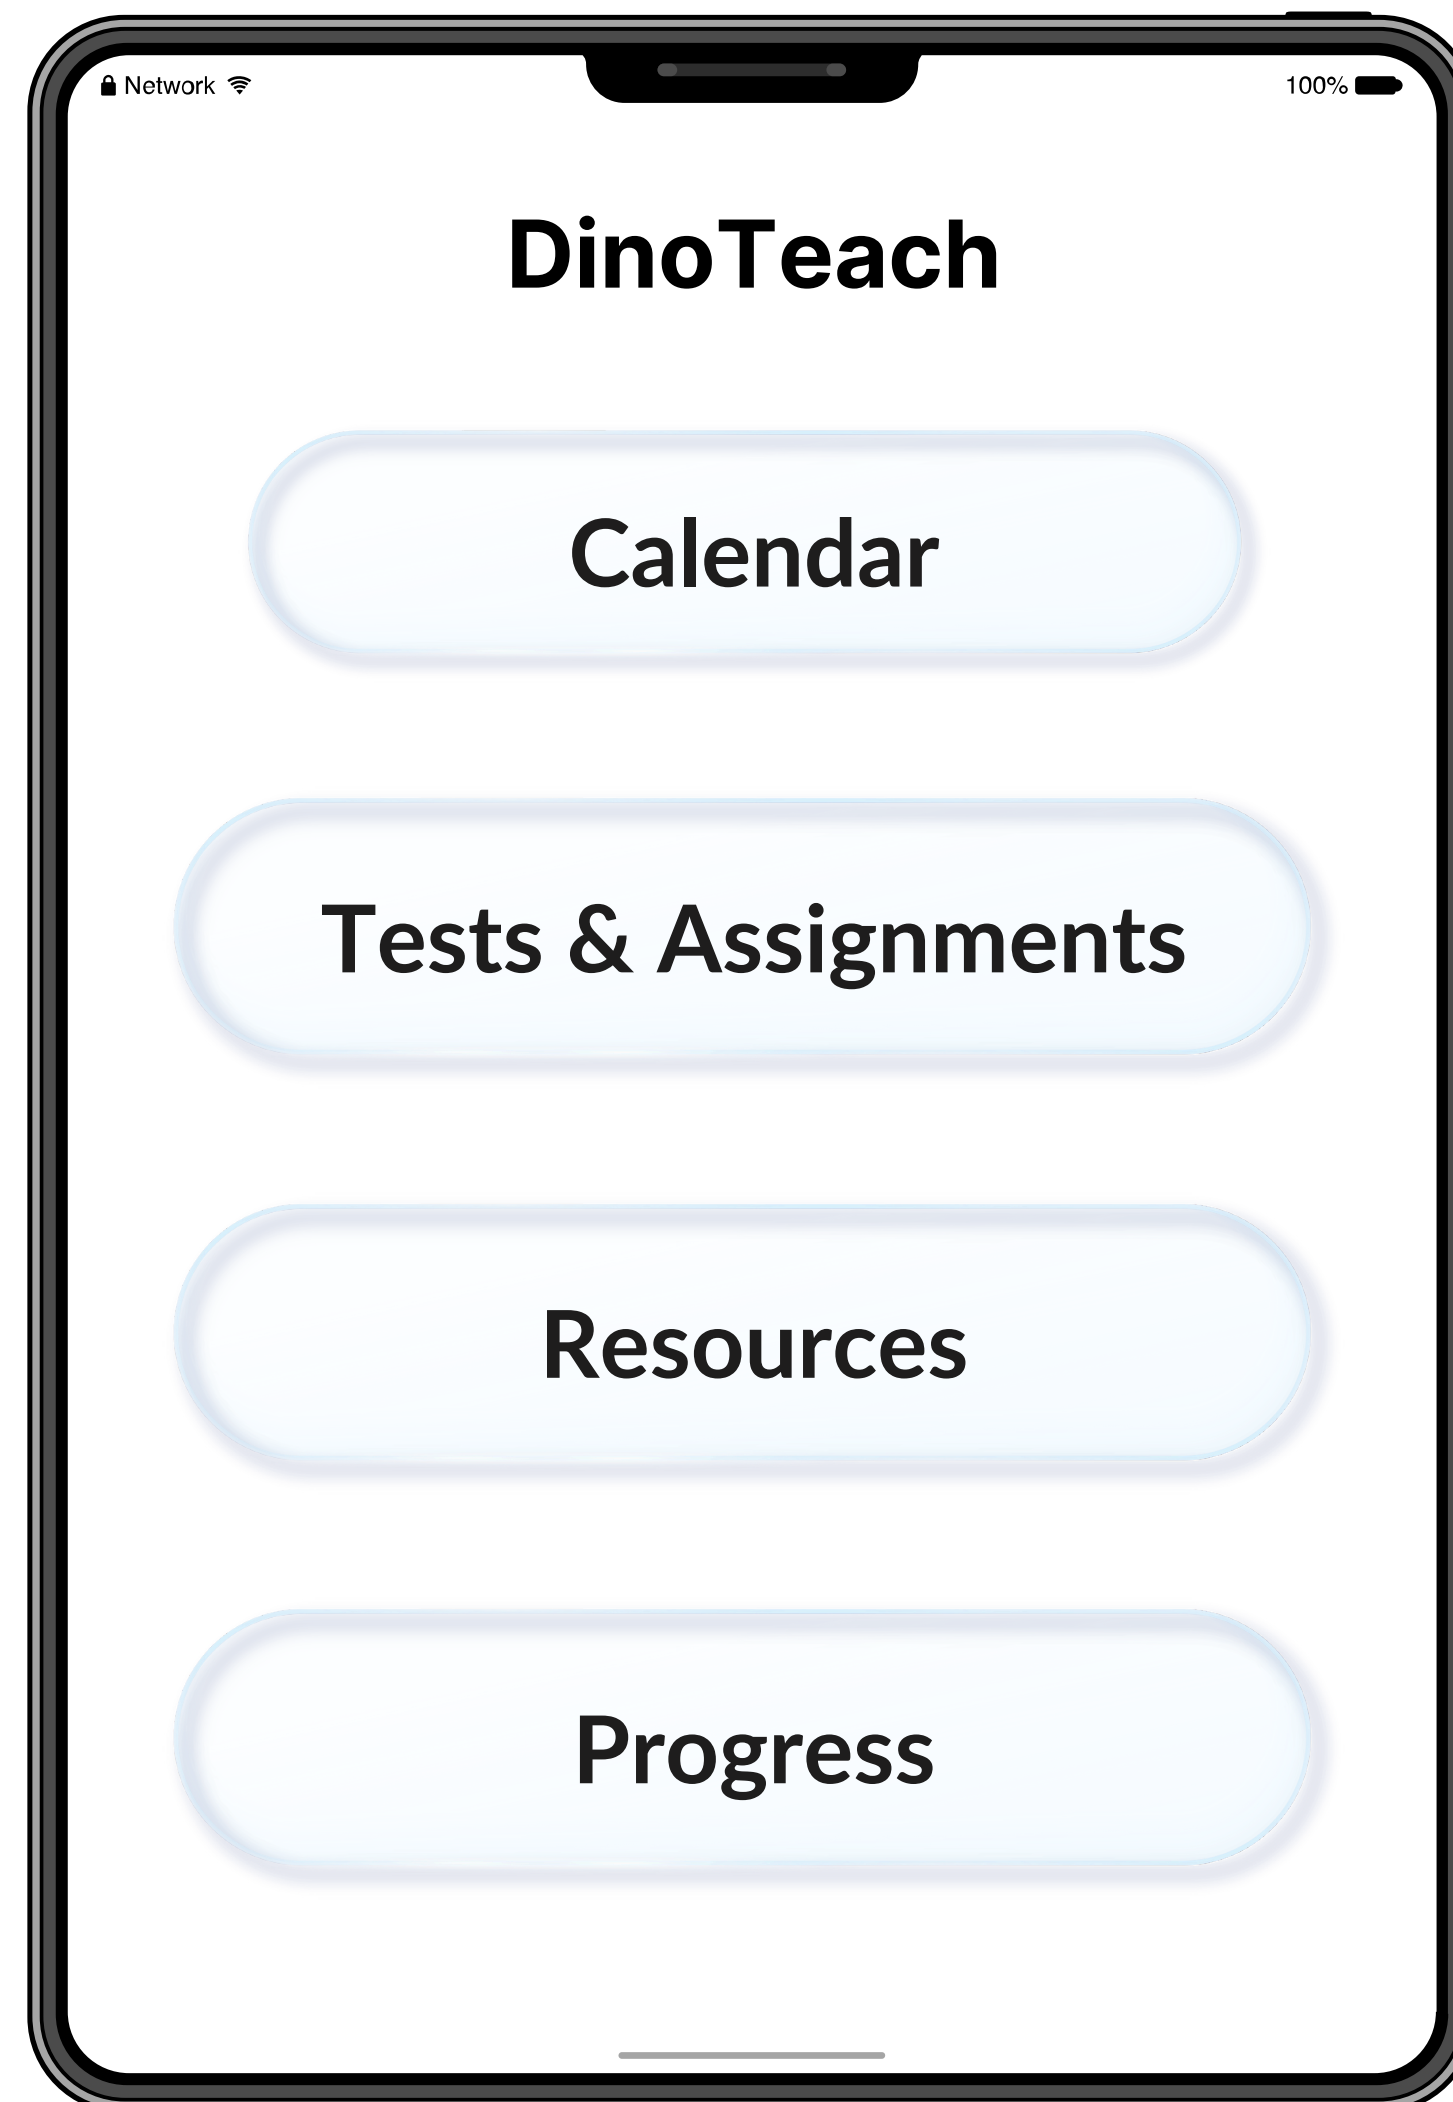 Network 100%
DinoTeach
Calendar
Tests & Assignments
Resources
Progress